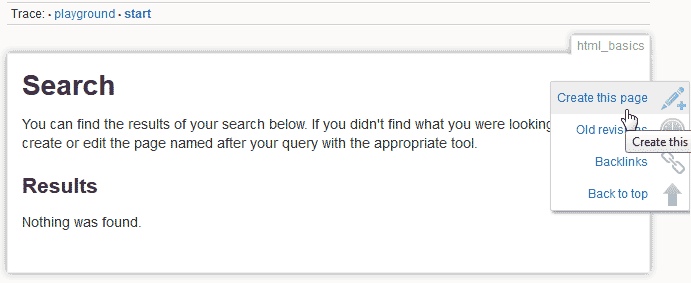 Trace: • playground • start
html_basics
Search
Create this page
You can find the results of your search below. If you didn't find what you were looking
Old revis s
create or edit the page named after your query with the appropriate tool.
Create this
Backlinks
Results
Back to top
Nothing was found.